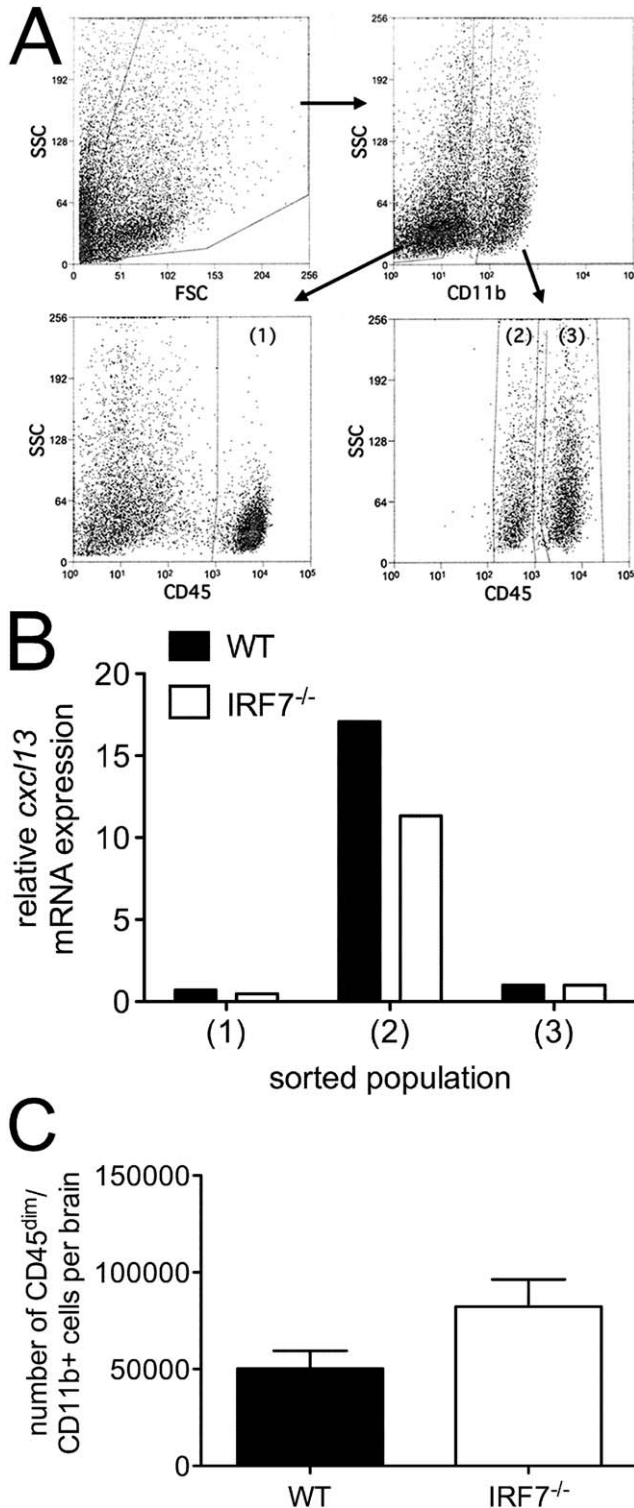 A
256
192
128
64
0
SSC
0 51 102 153 204 256
FSC
256
192
128
64
0
SSC
10⁰ 10¹ 10² 10³ 10⁴ 10⁴
CD11b
256
192
128
64
0
SSC
(1)
10⁰ 10¹ 10² 10³ 10⁴ 10⁵
CD45
256
192
128
64
0
SSC
(2) (3)
10⁰ 10¹ 10² 10³ 10⁴ 10⁵
CD45
B
WT
IRF7⁻/⁻
relative cxcl13
mRNA expression
20
15
10
5
0
(1) (2) (3)
sorted population
C
number of CD45ᵈⁱᵐ/
CD11b+ cells per brain
150000
100000
50000
0
WT IRF7⁻/⁻